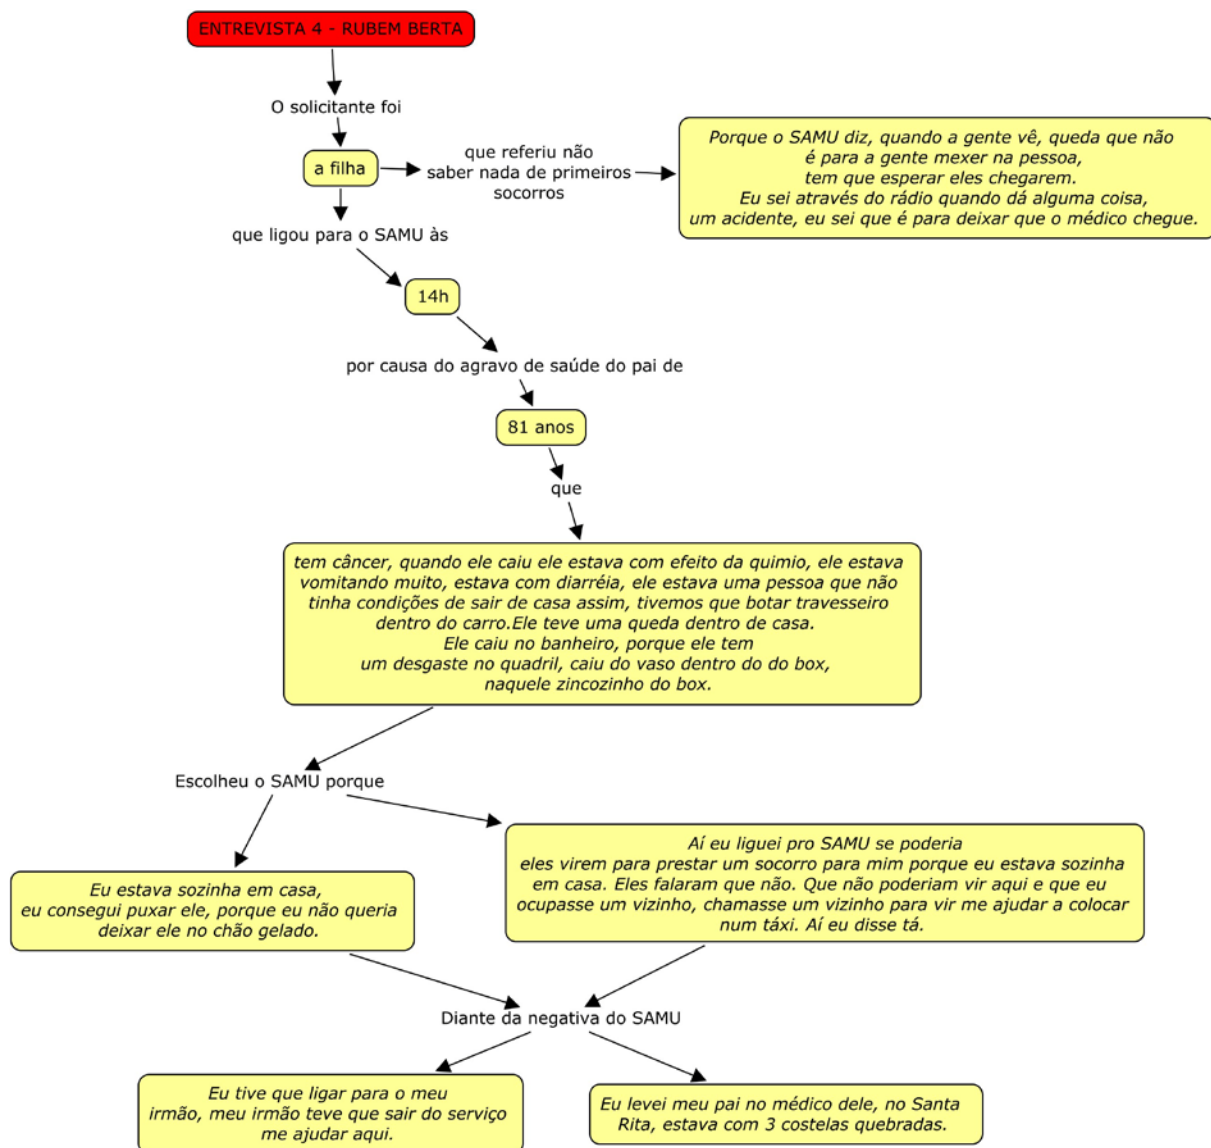 ENTREVISTA 4 - RUBEM BERTA
O solicitante foi
a filha
que referiu não
saber nada de primeiros
socorros
Porque o SAMU diz, quando a gente vê, queda que não
é para a gente mexer na pessoa,
tem que esperar eles chegarem.
Eu sei através do rádio quando dá alguma coisa,
um acidente, eu sei que é para deixar que o médico chegue.
que ligou para o SAMU às
14h
por causa do agravo de saúde do pai de
81 anos
que
tem câncer, quando ele caiu ele estava com efeito da quimio, ele estava
vomitando muito, estava com diarréia, ele estava uma pessoa que não
tinha condições de sair de casa assim, tivemos que botar travesseiro
dentro do carro.Ele teve uma queda dentro de casa.
Ele caiu no banheiro, porque ele tem
um desgaste no quadril, caiu do vaso dentro do do box,
naquele zincozinho do box.
Escolheu o SAMU porque
Eu estava sozinha em casa,
eu consegui puxar ele, porque eu não queria
deixar ele no chão gelado.
Aí eu liguei pro SAMU se poderia
eles virem para prestar um socorro para mim porque eu estava sozinha
em casa. Eles falaram que não. Que não poderiam vir aqui e que eu
ocupasse um vizinho, chamasse um vizinho para vir me ajudar a colocar
num táxi. Aí eu disse tá.
Diante da negativa do SAMU
Eu tive que ligar para o meu
irmão, meu irmão teve que sair do serviço
me ajudar aqui.
Eu levei meu pai no médico dele, no Santa
Rita, estava com 3 costelas quebradas.